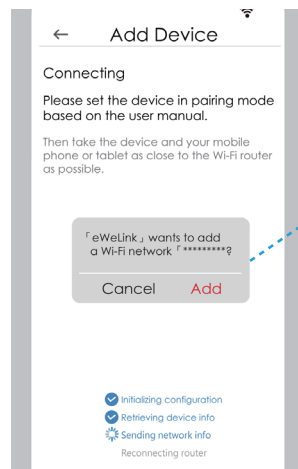 ← Add Device
Connecting
Please set the device in pairing mode
based on the user manual.
Then take the device and your mobile
phone or tablet as close to the Wi-Fi router
as possible.
「eWeLink」wants to add
a Wi-Fi network「*********?
Cancel Add
Initializing configuration
Retrieving device info
Sending network info
Reconnecting router